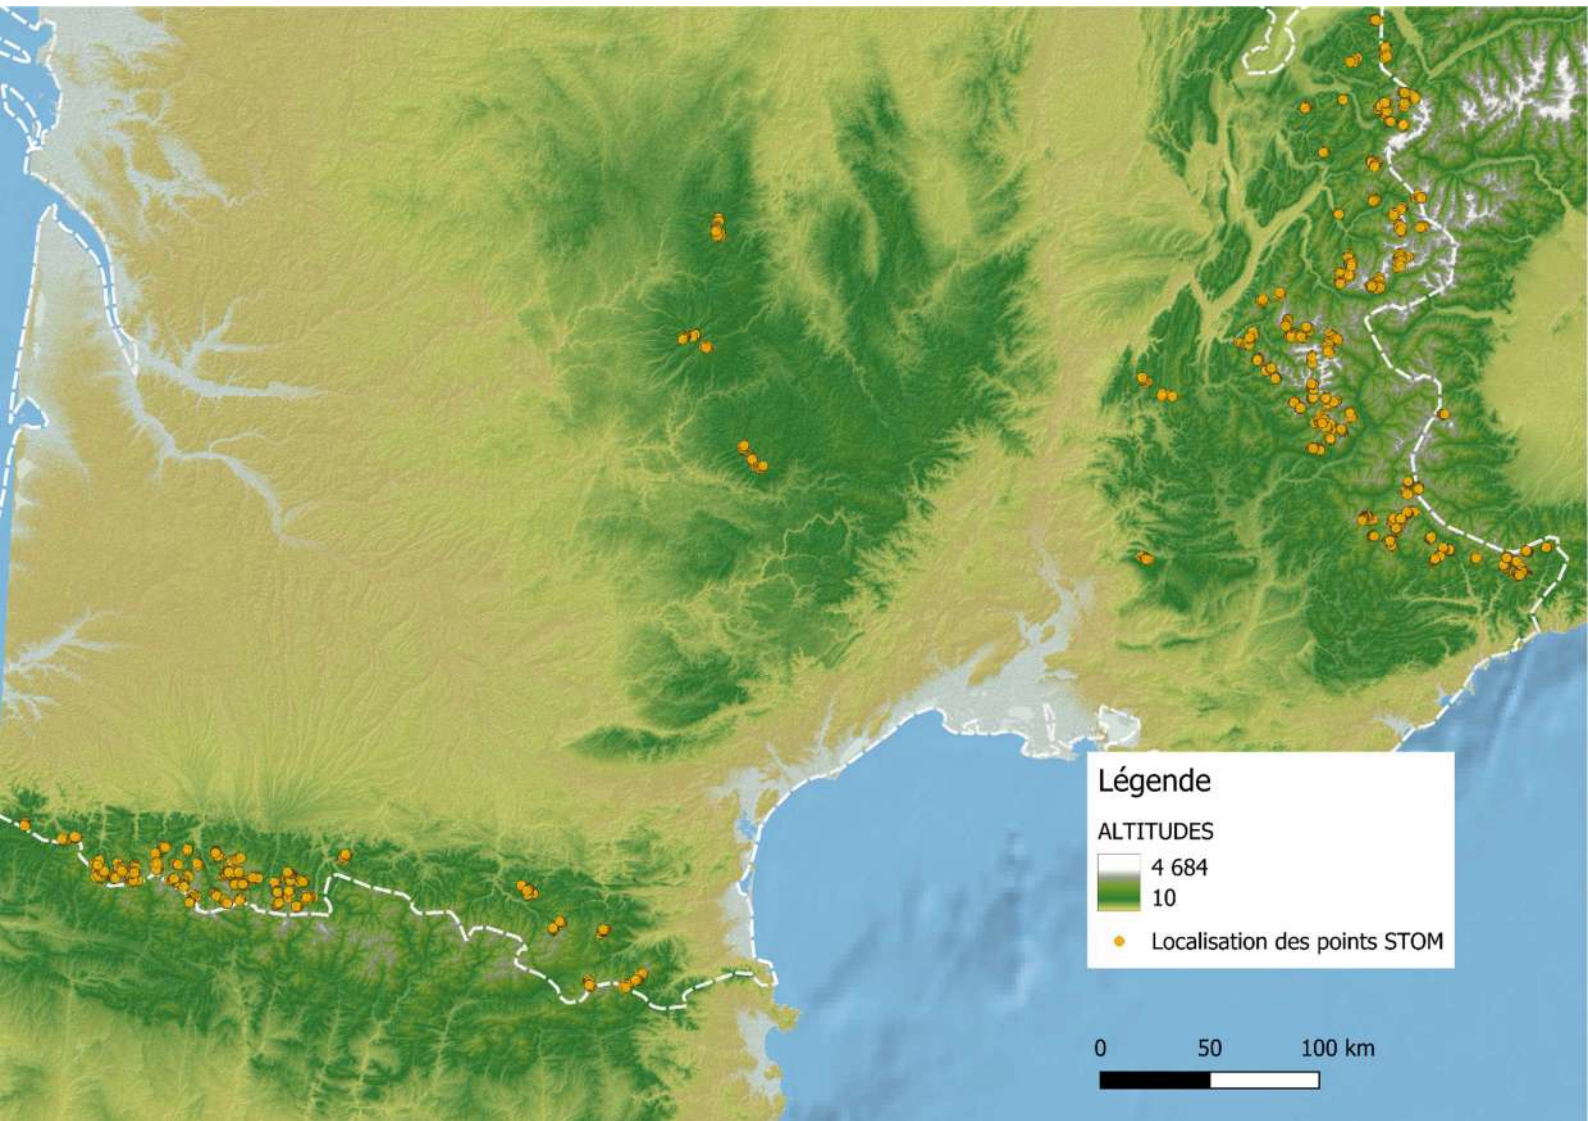 Légende
ALTITUDES
4 684
10
Localisation des points STOM
0 50 100 km